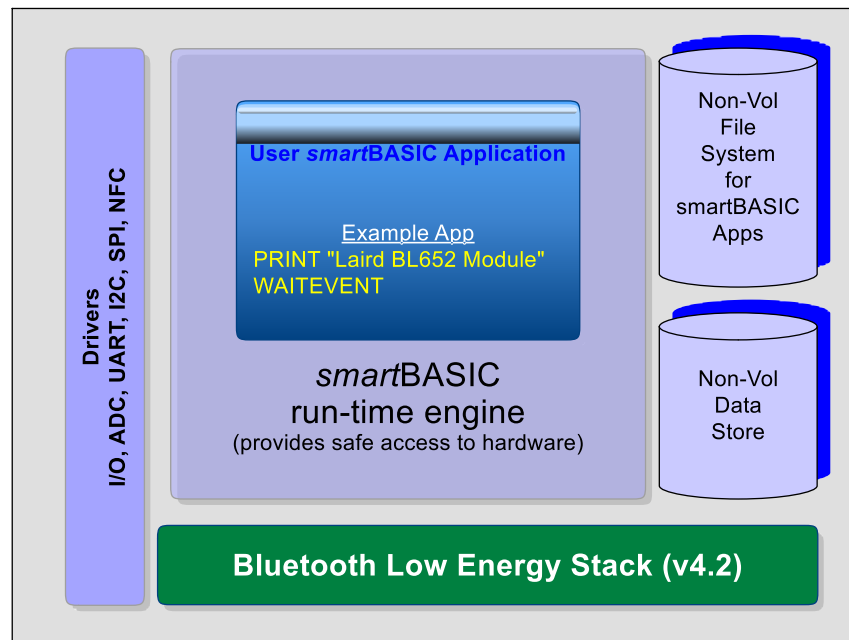 Drivers
I/O, ADC, UART, I2C, SPI, NFC
User smartBASIC Application
Example App
PRINT "Laird BL652 Module"
WAITEVENT
smartBASIC
run-time engine
(provides safe access to hardware)
Non-Vol
File
System
for
smartBASIC
Apps
Non-Vol
Data
Store
Bluetooth Low Energy Stack (v4.2)